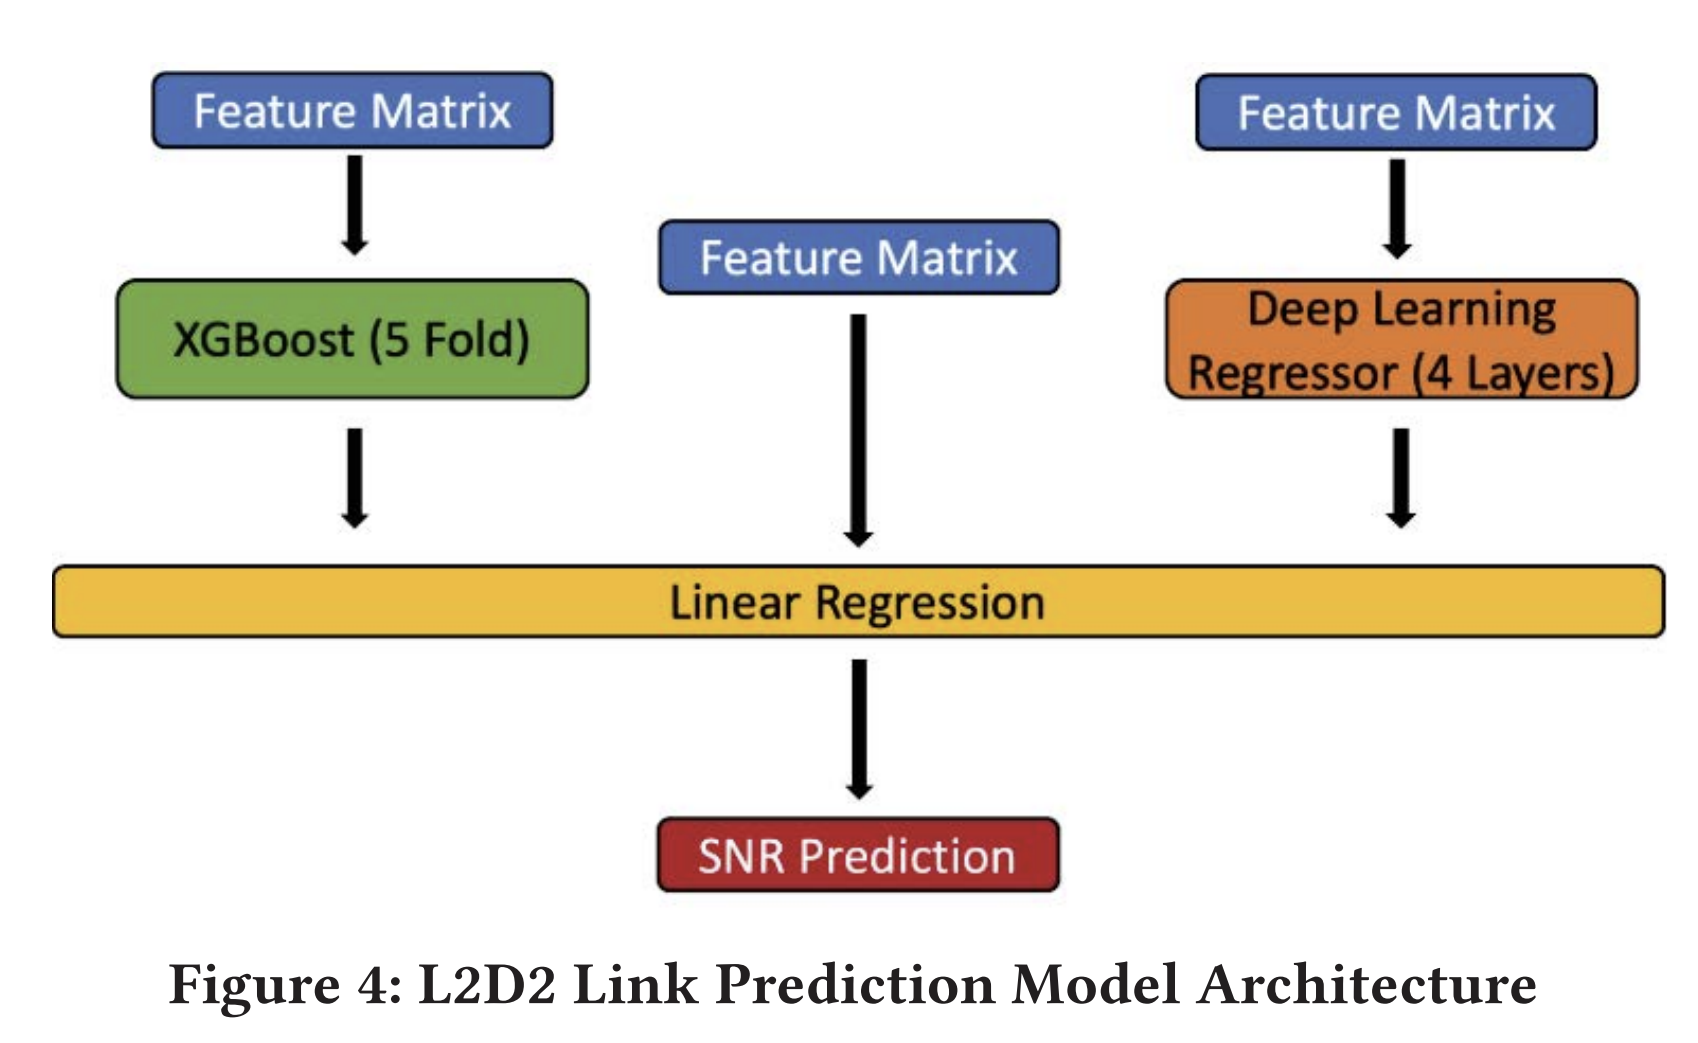 Feature Matrix
Feature Matrix
Feature Matrix
XGBoost (5 Fold)
Deep Learning
Regressor (4 Layers)
Linear Regression
SNR Prediction
Figure 4: L2D2 Link Prediction Model Architecture